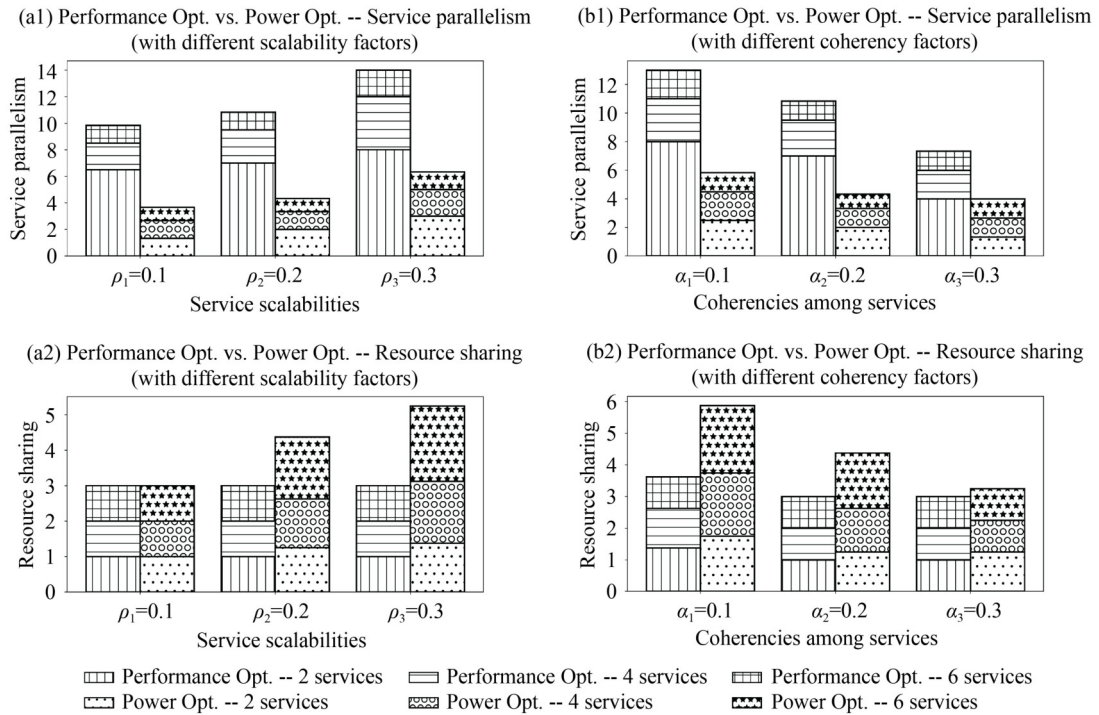 (a1) Performance Opt. vs. Power Opt. -- Service parallelism
(with different scalability factors)
14
12
10
8
6
4
2
0
Service parallelism
ρ1=0.1
ρ2=0.2
ρ3=0.3
Service scalabilities
(b1) Performance Opt. vs. Power Opt. -- Service parallelism
(with different coherency factors)
12
10
8
6
4
2
0
Service parallelism
α1=0.1
α2=0.2
α3=0.3
Coherencies among services
(a2) Performance Opt. vs. Power Opt. -- Resource sharing
(with different scalability factors)
5
4
3
2
1
0
Resource sharing
ρ1=0.1
ρ2=0.2
ρ3=0.3
Service scalabilities
(b2) Performance Opt. vs. Power Opt. -- Resource sharing
(with different coherency factors)
6
5
4
3
2
1
0
Resource sharing
α1=0.1
α2=0.2
α3=0.3
Coherencies among services
Performance Opt. -- 2 services
Performance Opt. -- 4 services
Performance Opt. -- 6 services
Power Opt. -- 2 services
Power Opt. -- 4 services
Power Opt. -- 6 services